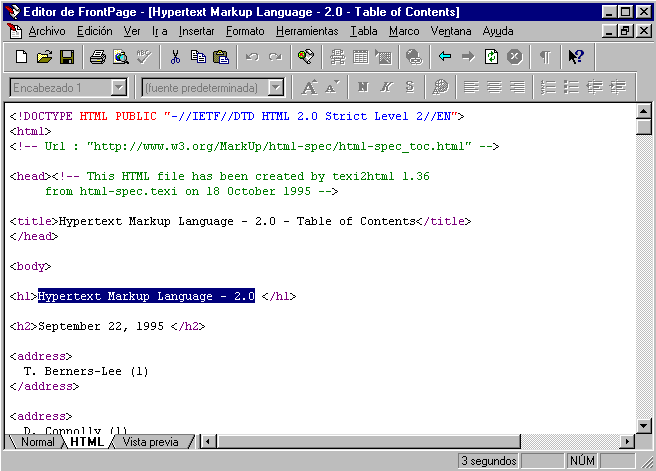 Editor de FrontPage - [Hypertext Markup Language - 2.0 - Table of Contents]
Archivo Edición Ver Ir a Insertar Formato Herramientas Tabla Marco Ventana Ayuda
ABC
Encabezado 1 (fuente predeterminada) A A N K S
<!DOCTYPE HTML PUBLIC "-//IETF//DTD HTML 2.0 Strict Level 2//EN">
<html>
<!-- Url : "http://www.w3.org/MarkUp/html-spec/html-spec_toc.html" -->
<head><!-- This HTML file has been created by texi2html 1.36
from html-spec.texi on 18 October 1995 -->
<title>Hypertext Markup Language - 2.0 - Table of Contents</title>
</head>
<body>
<h1>Hypertext Markup Language - 2.0 </h1>
<h2>September 22, 1995 </h2>
<address>
T. Berners-Lee (1)
</address>
<address>
D. Connolly (1)
Normal HTML Vista previa
3 segundos NÚM